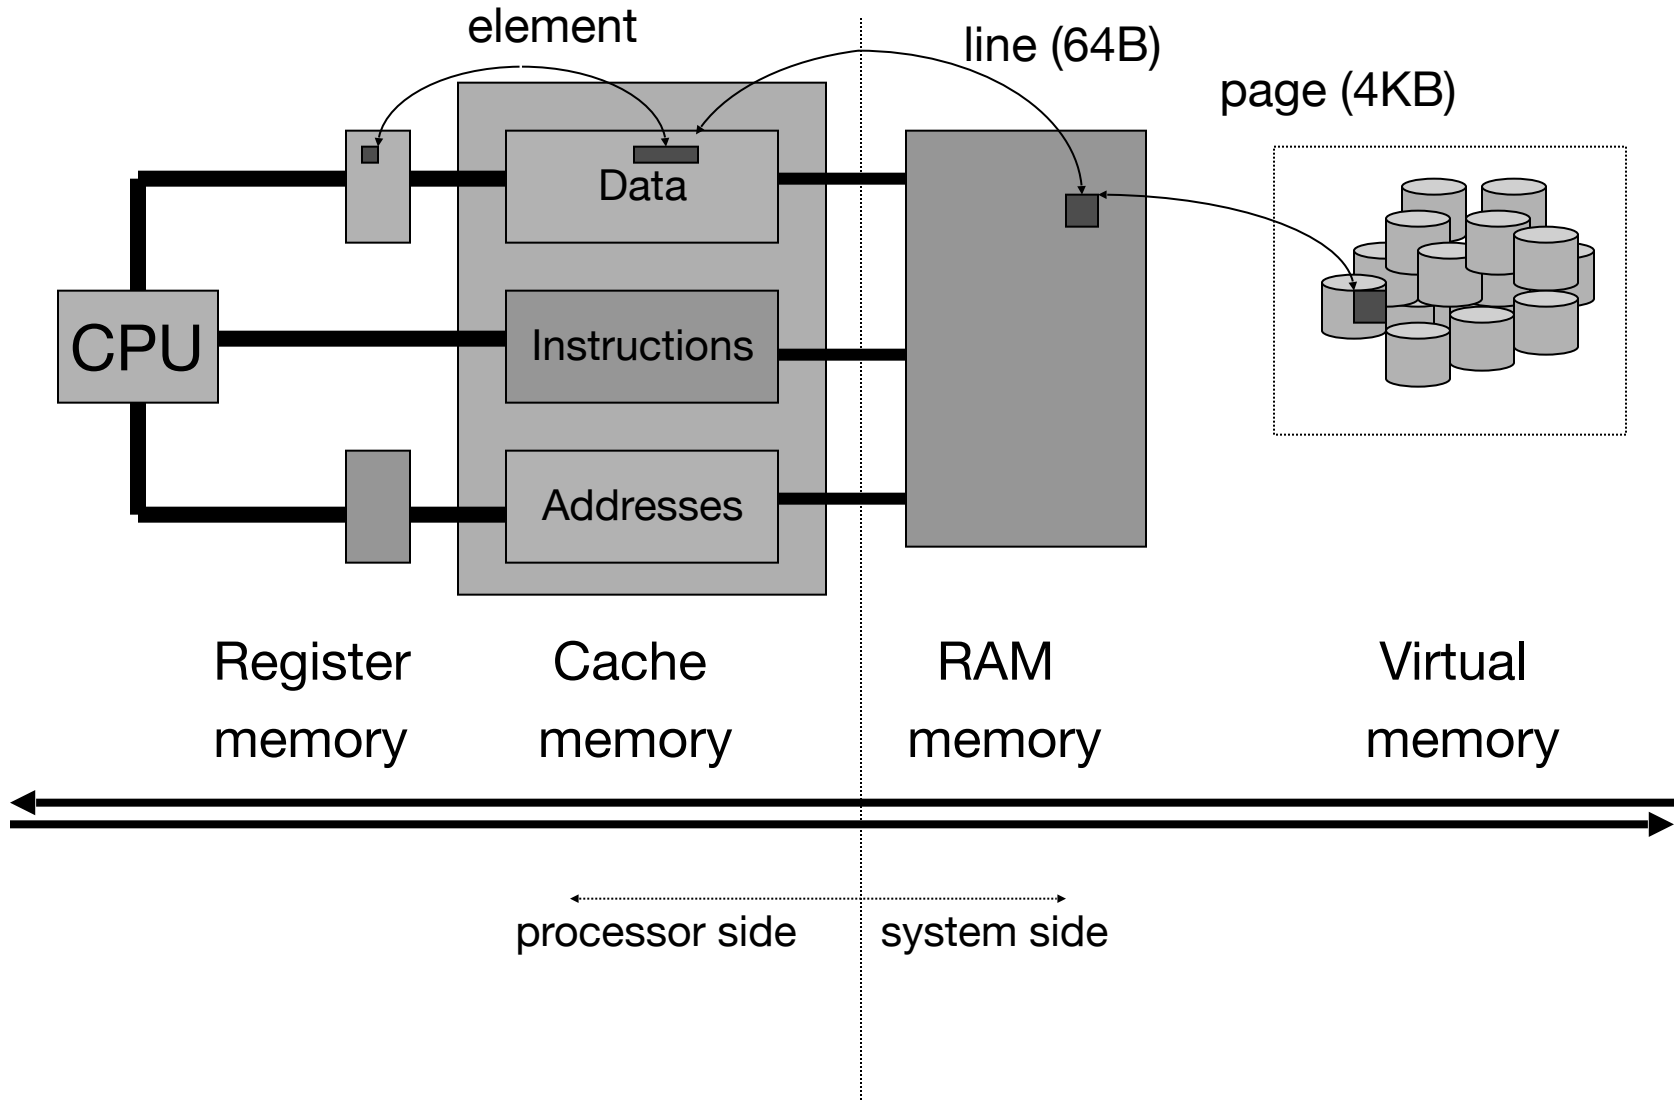 element
line (64B)
page (4KB)
Data
CPU
Instructions
Addresses
Register
memory
Cache
memory
RAM
memory
Virtual
memory
processor side
system side